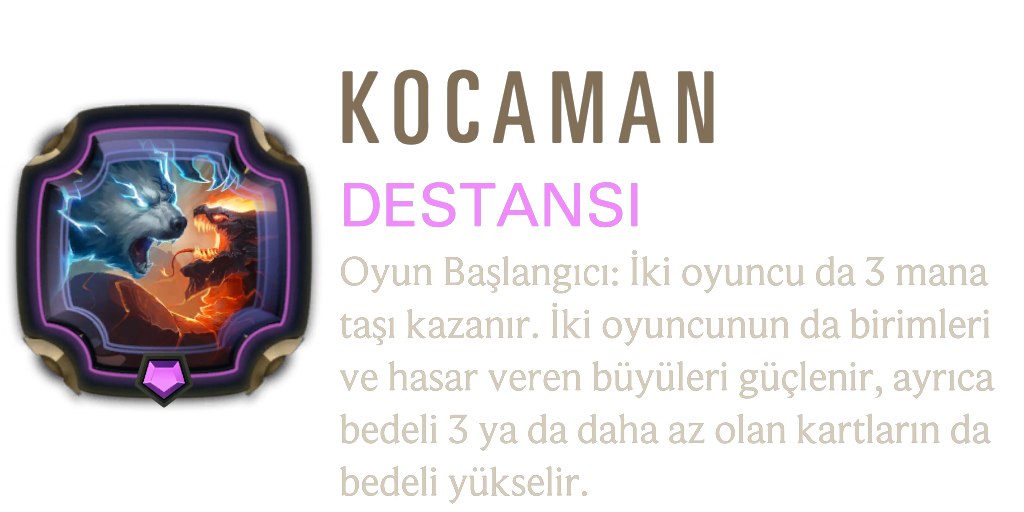 KOCAMAN
DESTANSI
Oyun Başlangıcı: İki oyuncu da 3 mana
taşı kazanır. İki oyuncunun da birimleri
ve hasar veren büyüleri güçlenir, ayrıca
bedeli 3 ya da daha az olan kartların da
bedeli yükselir.